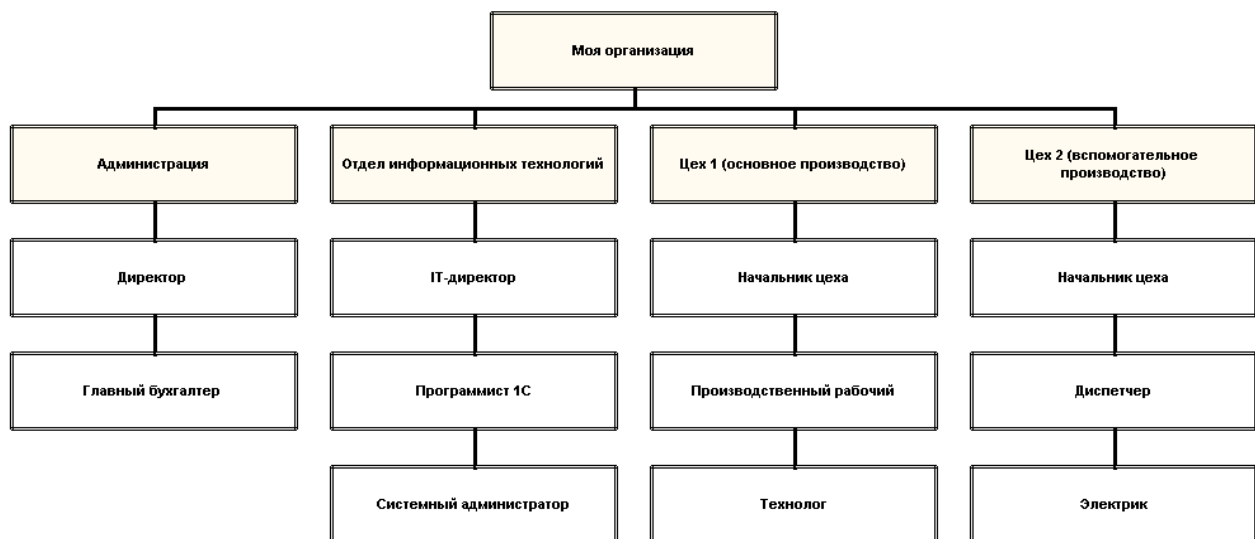 Моя организация
Администрация
Отдел информационных технологий
Цех 1 (основное производство)
Цех 2 (вспомогательное
производство)
Директор
IT-директор
Начальник цеха
Начальник цеха
Главный бухгалтер
Программист 1С
Производственный рабочий
Диспетчер
Системный администратор
Технолог
Электрик